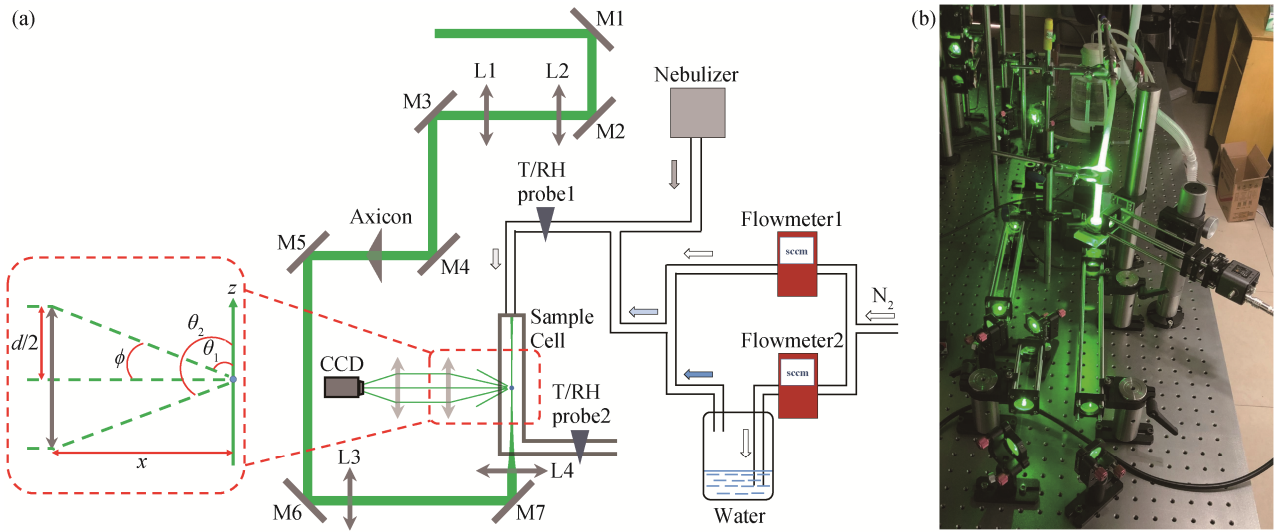 (a)
M1
L1
L2
M3
M2
Nebulizer
T/RH
probe1
Axicon
M5
M4
Flowmeter1
sccm
N2
z
Sample
Cell
θ2
θ1
d/2
ϕ
CCD
Flowmeter2
sccm
T/RH
probe2
x
L3
L4
M6
M7
Water
(b)